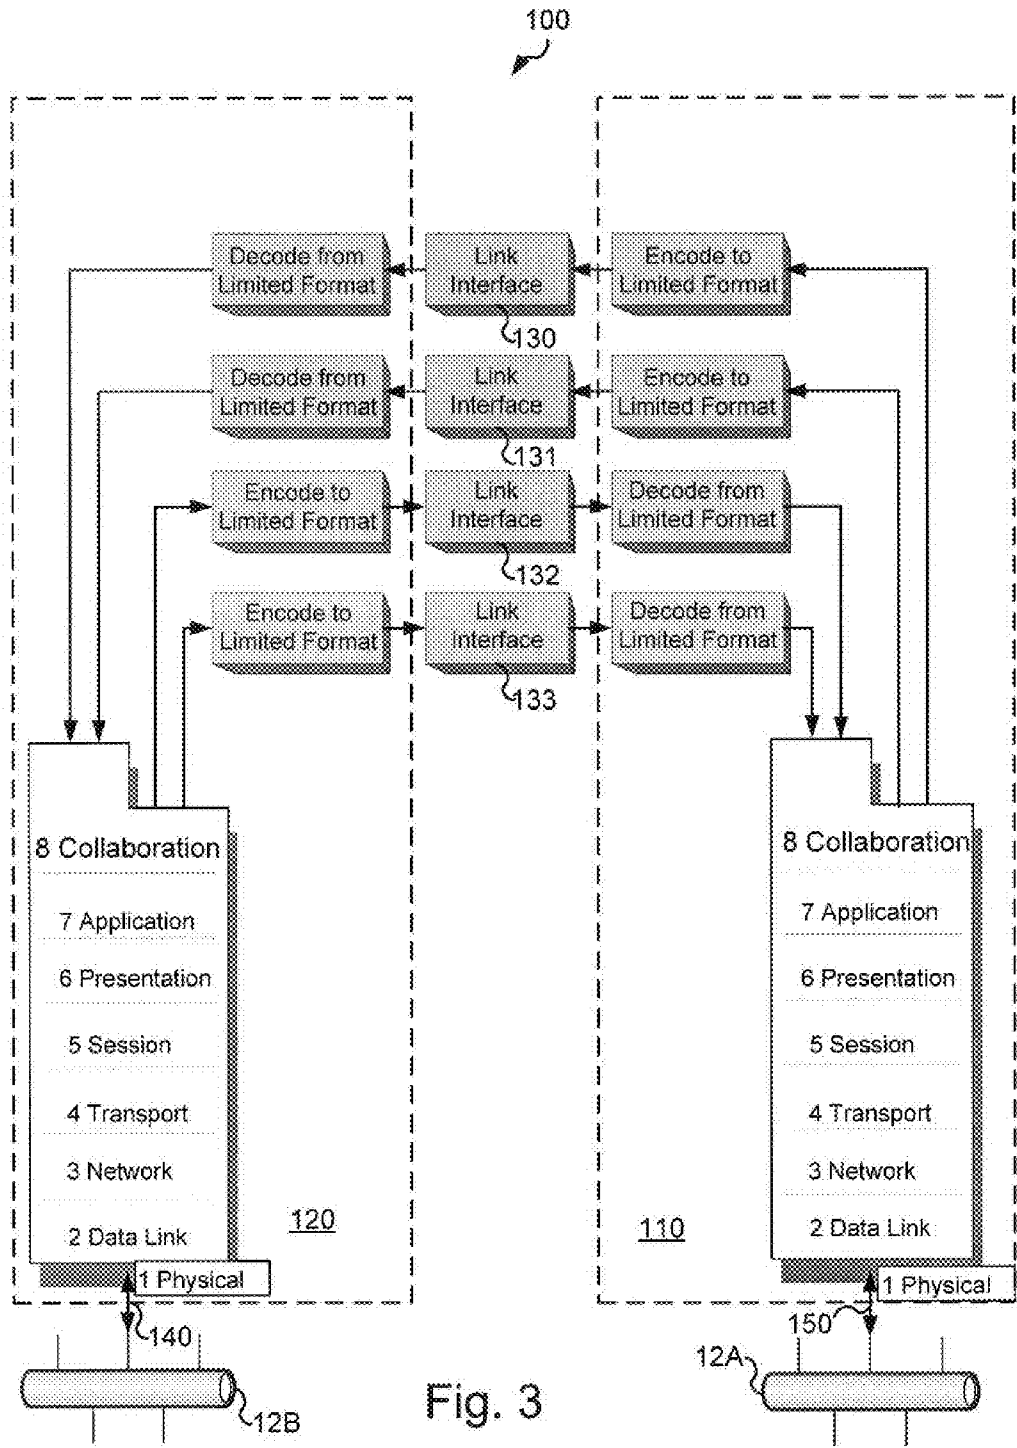 100
Decode from
Limited Format
Link
Interface
130
Encode to
Limited Format
Decode from
Limited Format
Link
Interface
131
Encode to
Limited Format
Encode to
Limited Format
Link
Interface
132
Decode from
Limited Format
Encode to
Limited Format
Link
Interface
133
Decode from
Limited Format
8 Collaboration
7 Application
6 Presentation
5 Session
4 Transport
3 Network
2 Data Link
1 Physical
120
140
12B
8 Collaboration
7 Application
6 Presentation
5 Session
4 Transport
3 Network
2 Data Link
1 Physical
110
150
12A
Fig. 3